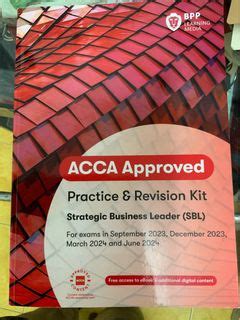 BPP
LEARNING
MEDIA
ACCA Approved
Practice & Revision Kit
Strategic Business Leader (SBL)
For exams in September 2023, December 2023,
March 2024 and June 2024
Free access to eBook & additional digital content
ACCA